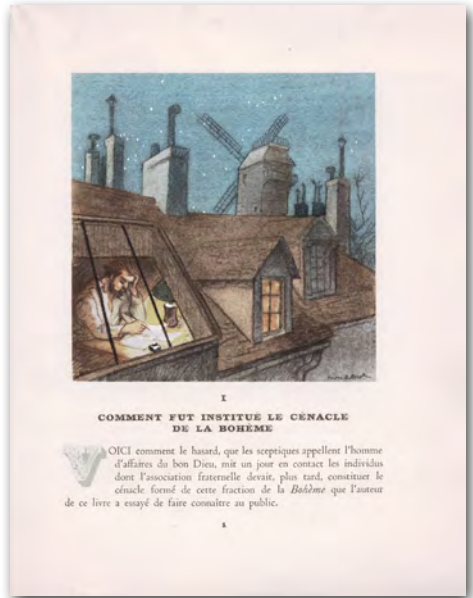 I
COMMENT FUT INSTITUÉ LE CÉNACLE
DE LA BOHÈME
VOICI comment le hasard, que les sceptiques appellent l'homme
d'affaires du bon Dieu, mit un jour en contact les individus
dont l'association fraternelle devait, plus tard, constituer le
cénacle formé de cette fraction de la Bohème que l'auteur
de ce livre a essayé de faire connaître au public.
1